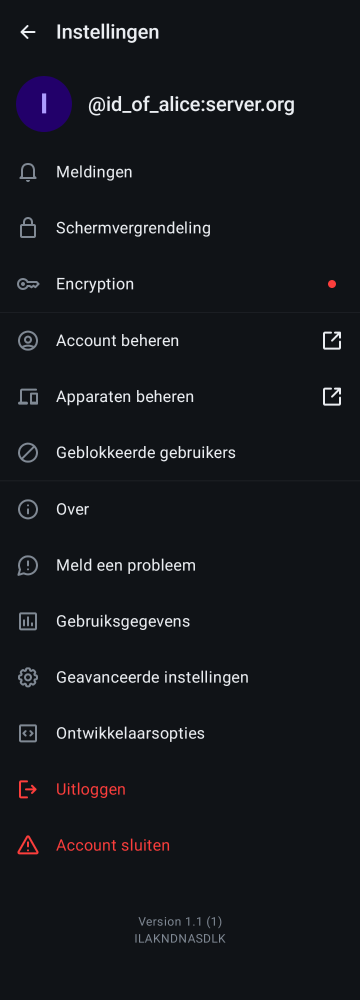 Instellingen
I
@id_of_alice:server.org
Meldingen
Schermvergrendeling
Encryption
Account beheren
Apparaten beheren
Geblokkeerde gebruikers
Over
Meld een probleem
Gebruiksgegevens
Geavanceerde instellingen
Ontwikkelaarsopties
Uitloggen
Account sluiten
Version 1.1 (1)
ILAKNDNASDLK